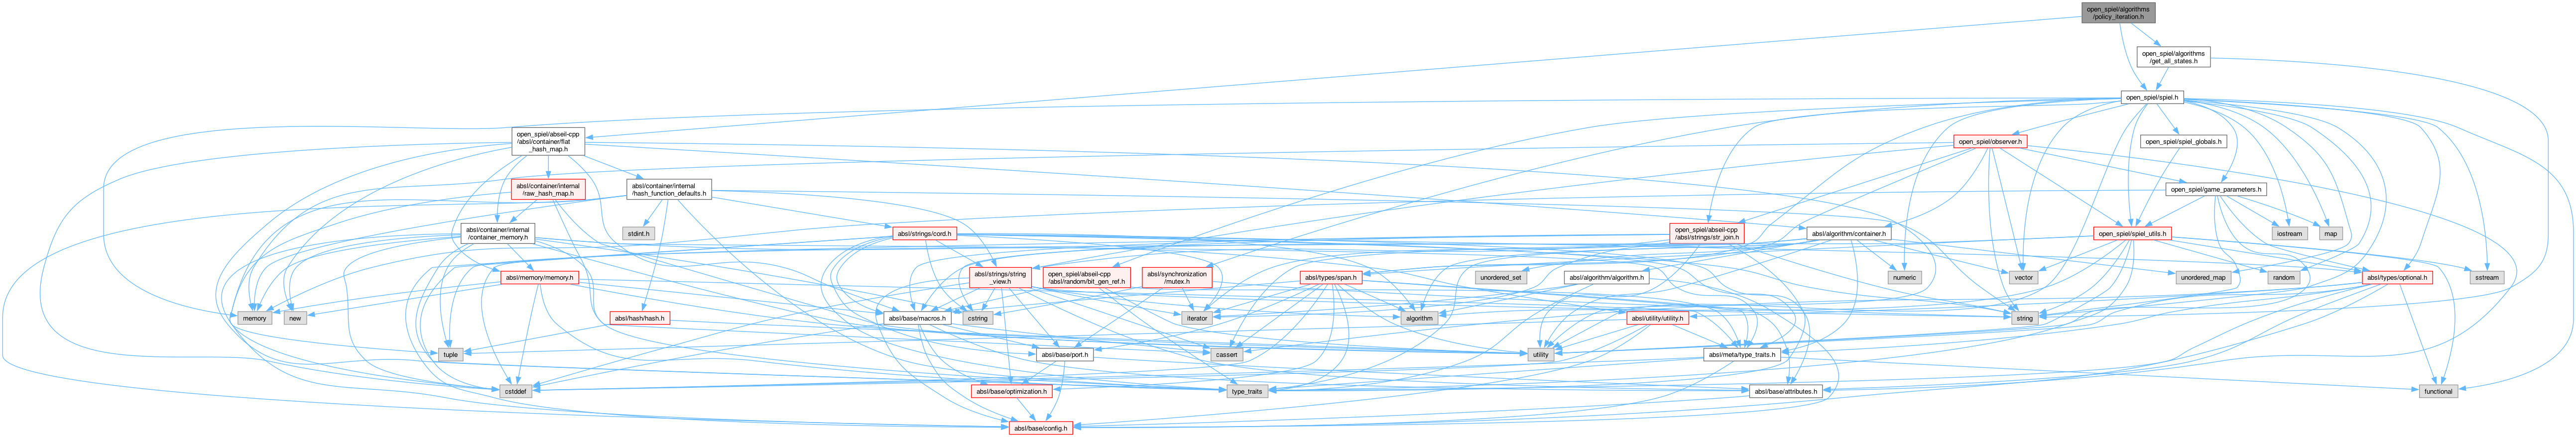 open_spiel/algorithms
/policy_iteration.h
open_spiel/algorithms
/get_all_states.h
open_spiel/spiel.h
open_spiel/abseil-cpp
/absl/container/flat
_hash_map.h
open_spiel/observer.h
open_spiel/spiel_globals.h
absl/container/internal
/raw_hash_map.h
absl/container/internal
/hash_function_defaults.h
open_spiel/game_parameters.h
stdint.h
absl/container/internal
/container_memory.h
absl/strings/cord.h
open_spiel/abseil-cpp
/absl/strings/str_join.h
absl/algorithm/container.h
open_spiel/spiel_utils.h
iostream
map
absl/memory/memory.h
absl/strings/string
_view.h
open_spiel/abseil-cpp
/absl/random/bit_gen_ref.h
absl/synchronization
/mutex.h
absl/types/span.h
unordered_set
absl/algorithm/algorithm.h
numeric
vector
unordered_map
random
absl/types/optional.h
sstream
memory
new
absl/hash/hash.h
absl/base/macros.h
cstring
iterator
algorithm
absl/utility/utility.h
string
tuple
absl/base/port.h
cassert
utility
absl/meta/type_traits.h
cstddef
absl/base/optimization.h
type_traits
absl/base/attributes.h
functional
absl/base/config.h